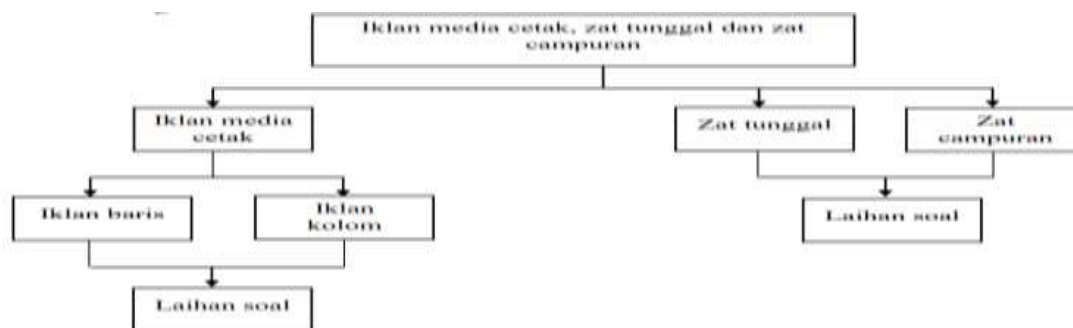 Iklan media cetak, zat tunggal dan zat
campuran
Iklan media
cetak
Zat tunggal
Zat
campuran
Iklan baris
Iklan
kolom
Laihan soal
Laihan soal